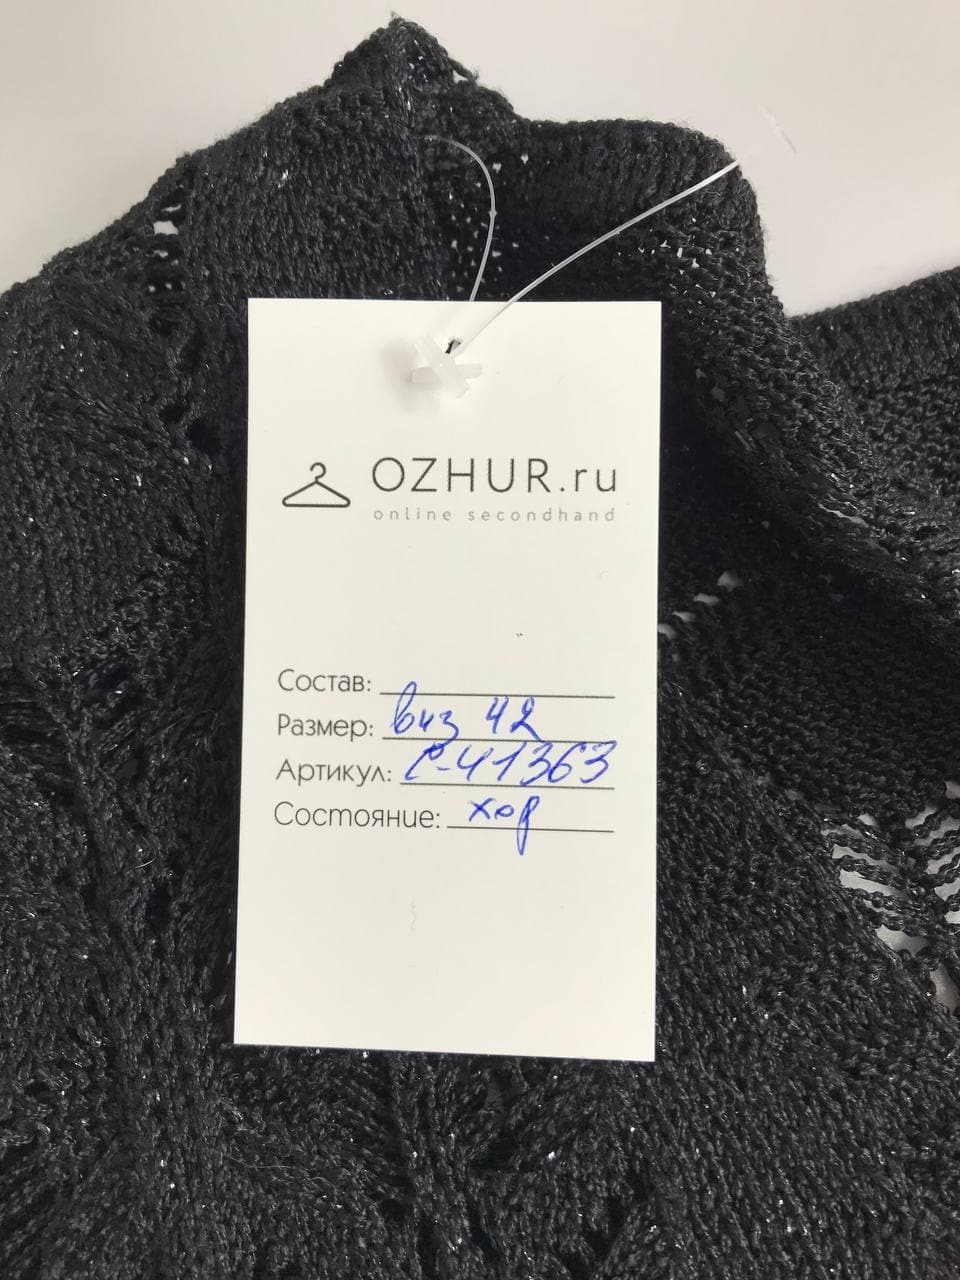 OZHUR.ru
online secondhand
Состав:
Размер: виз 42
Артикул: С-41363
Состояние: хор